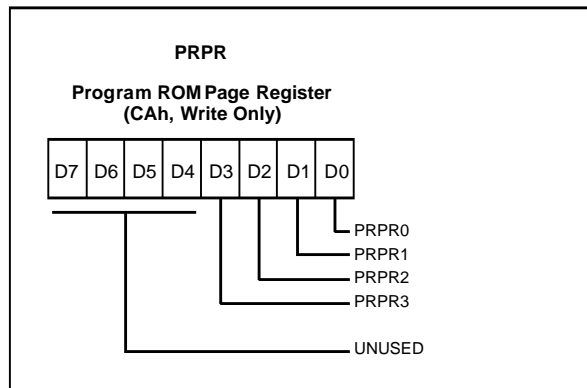 PRPR
Program ROM Page Register
(CAh, Write Only)
D7 D6 D5 D4 D3 D2 D1 D0
PRPR0
PRPR1
PRPR2
PRPR3
UNUSED